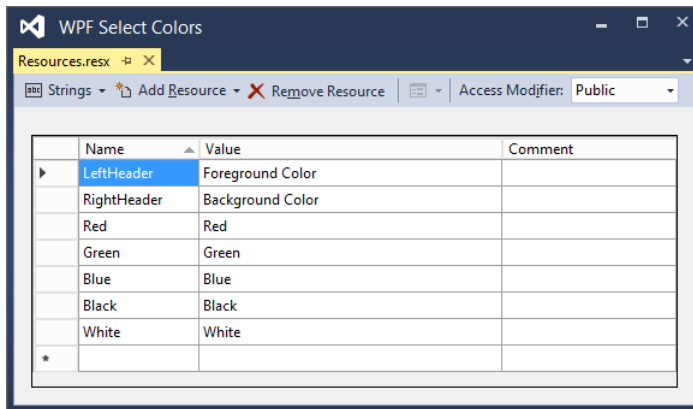 WPF Select Colors
Resources.resx
Strings Add Resource Remove Resource Access Modifier: Public
Name Value Comment
LeftHeader Foreground Color
RightHeader Background Color
Red Red
Green Green
Blue Blue
Black Black
White White
*